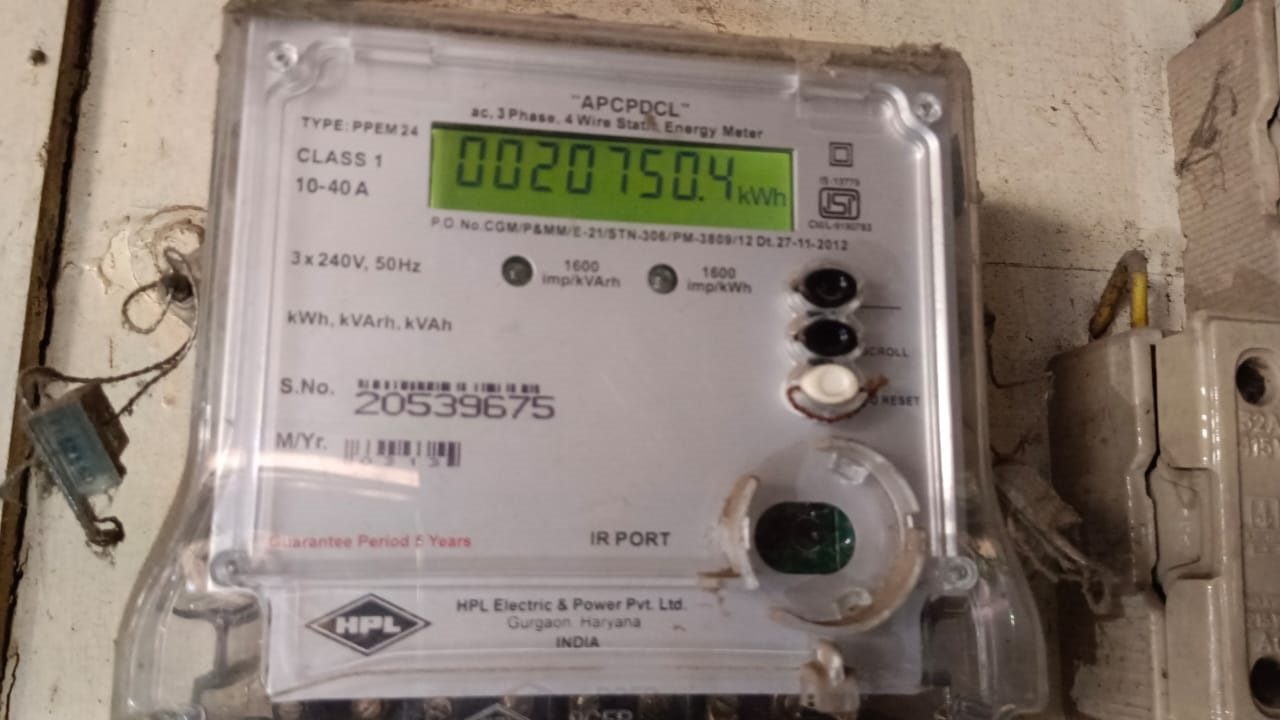 "APCPDCL"
ac, 3 Phase, 4 Wire Static Energy Meter
TYPE: PPEM 24
CLASS 1
10-40 A
0020750.4 kWh
IS 13779
ISI
P.O.No.CGM/P&MM/E-21/STN-306/PM-3809/12 Dt.27-11-2012
3 x 240V, 50Hz
1600
imp/kVArh
1600
imp/kWh
kWh, kVArh, kVAh
SCROLL
RESET
S.No.
20539675
M/Yr.
Guarantee Period 5 Years
IR PORT
HPL
HPL Electric & Power Pvt. Ltd.
Gurgaon, Haryana
INDIA